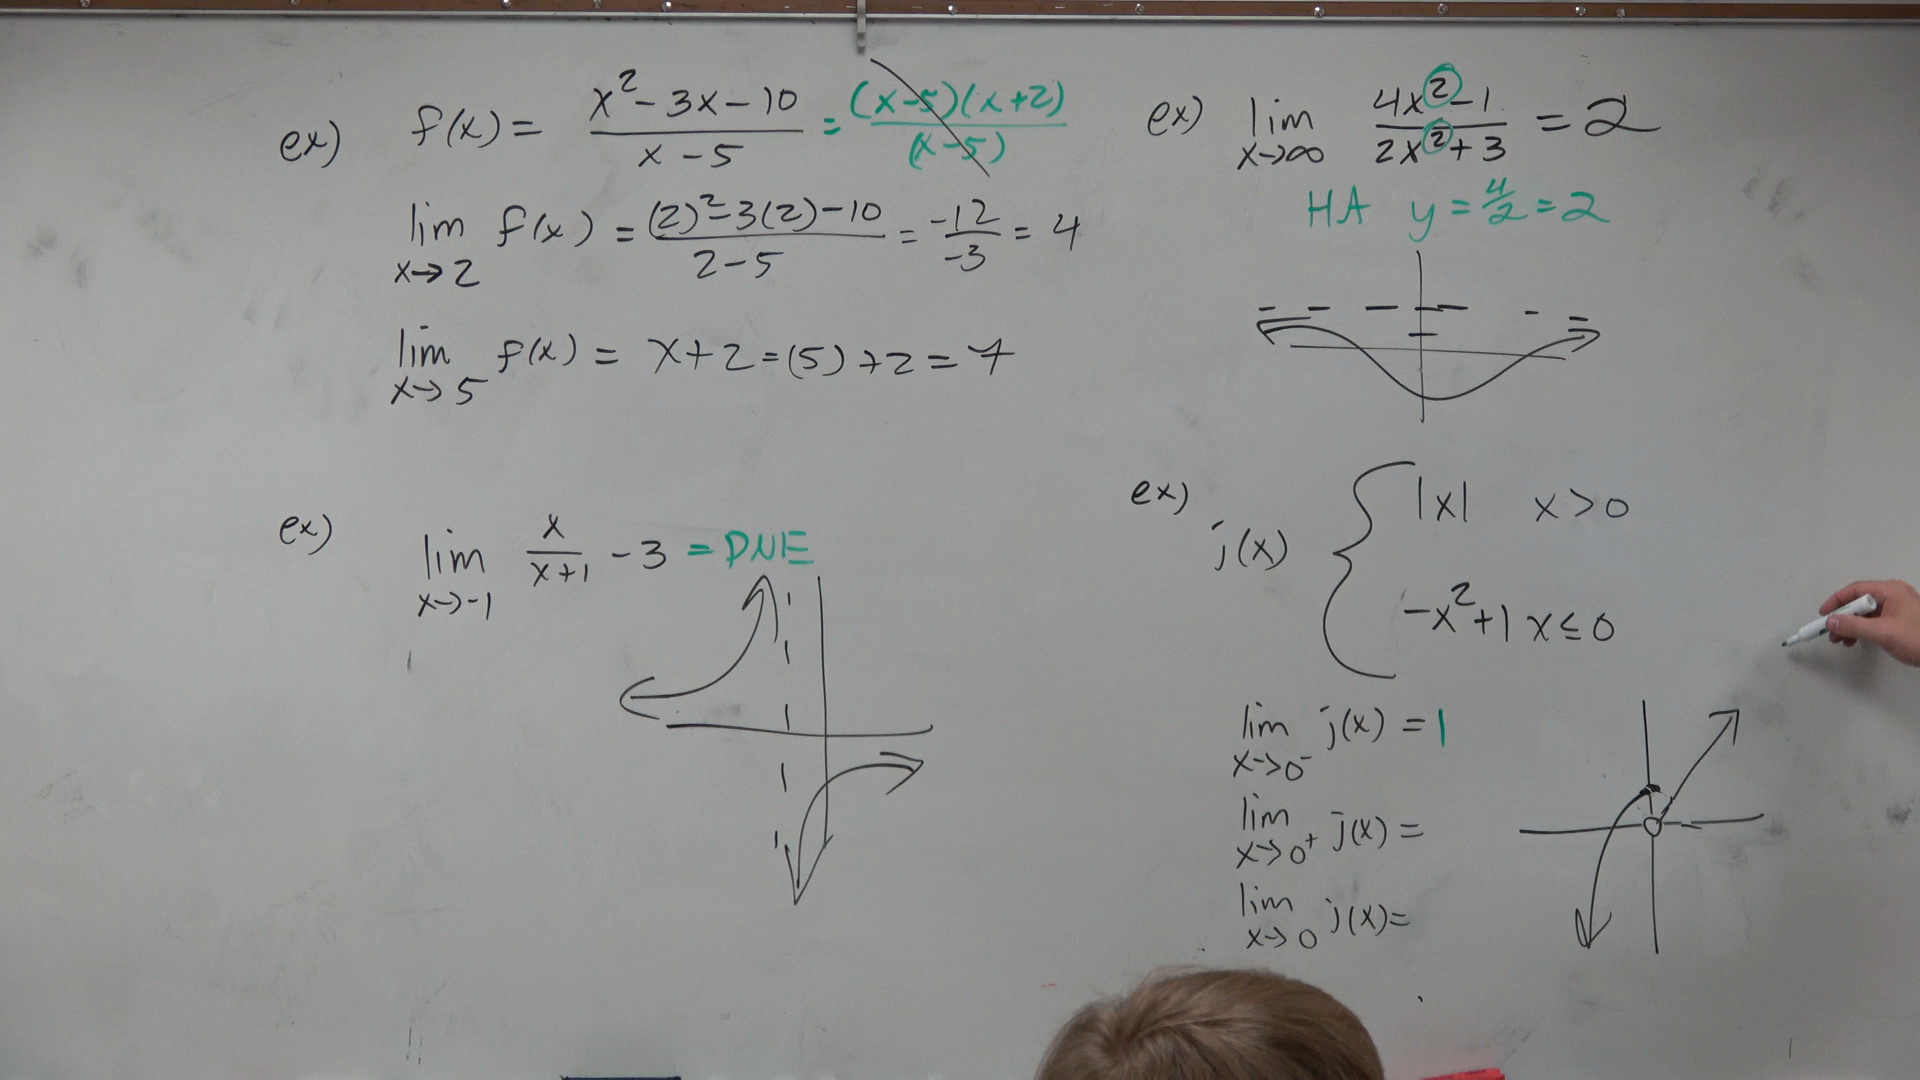 ex) f(x) = x²-3x-10 / x-5 = (x-5)(x+2) / (x-5)
lim x→2 f(x) = (2)²-3(2)-10 / 2-5 = -12 / -3 = 4
lim x→5 f(x) = x+2=(5)+2=7
ex) lim x→-1 x / x+1 -3 = DNE
ex) lim x→∞ 4x²-1 / 2x²+3 = 2
HA y = 4/2 = 2
ex) j(x) { |x| x>0
-x²+1 x≤0
lim x→0⁻ j(x) = 1
lim x→0⁺ j(x) =
lim x→0 j(x)=